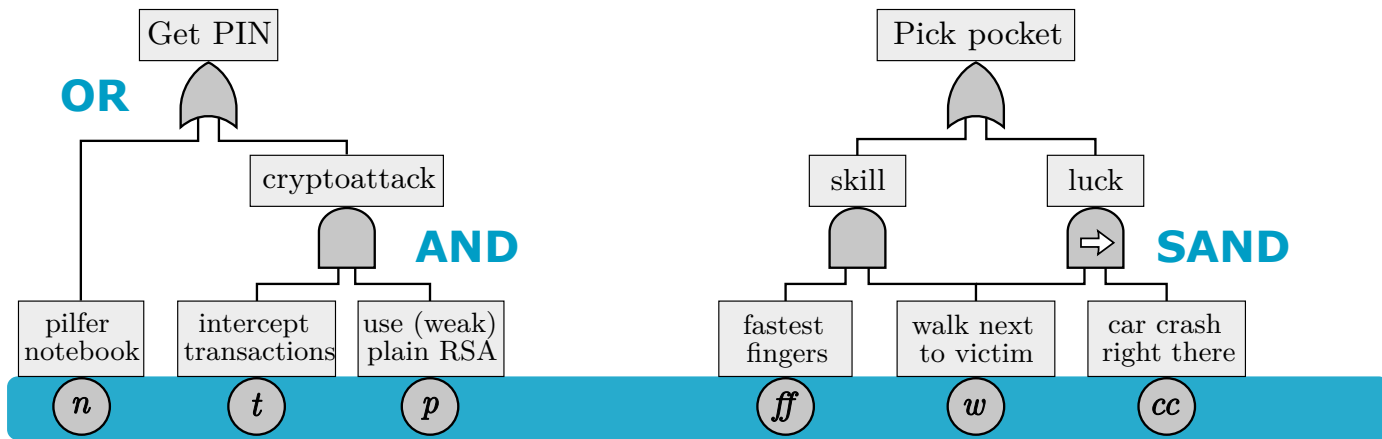 Get PIN
Pick pocket
OR
cryptoattack
skill
luck
AND
SAND
pilfer
notebook
intercept
transactions
use (weak)
plain RSA
fastest
fingers
walk next
to victim
car crash
right there
n
t
p
ff
w
cc